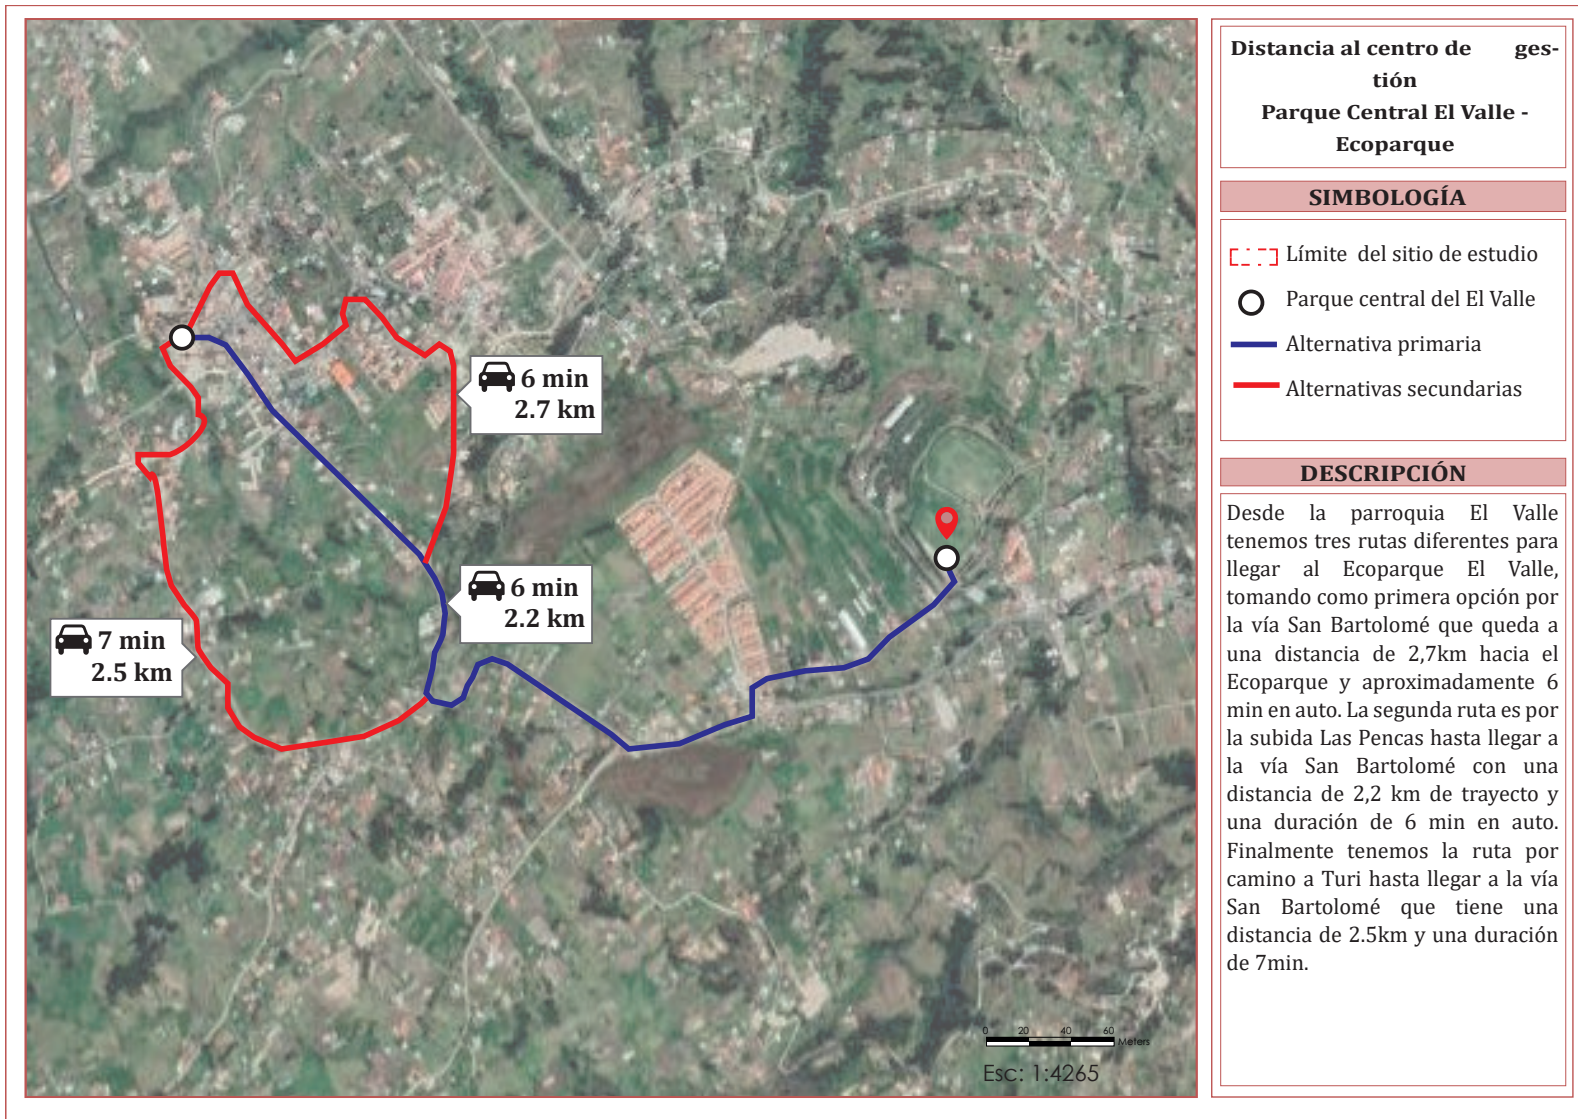 6 min
2.7 km
6 min
2.2 km
7 min
2.5 km
0 20 40 60
Meters
Esc: 1:4265
Distancia al centro de ges-
tión
Parque Central El Valle -
Ecoparque
SIMBOLOGÍA
Límite del sitio de estudio
Parque central del El Valle
Alternativa primaria
Alternativas secundarias
DESCRIPCIÓN
Desde la parroquia El Valle
tenemos tres rutas diferentes para
llegar al Ecoparque El Valle,
tomando como primera opción por
la vía San Bartolomé que queda a
una distancia de 2,7km hacia el
Ecoparque y aproximadamente 6
min en auto. La segunda ruta es por
la subida Las Pencas hasta llegar a
la vía San Bartolomé con una
distancia de 2,2 km de trayecto y
una duración de 6 min en auto.
Finalmente tenemos la ruta por
camino a Turi hasta llegar a la vía
San Bartolomé que tiene una
distancia de 2.5km y una duración
de 7min.